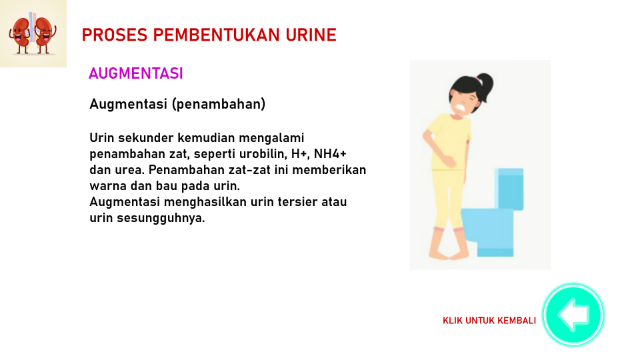 PROSES PEMBENTUKAN URINE
AUGMENTASI
Augmentasi (penambahan)
Urin sekunder kemudian mengalami
penambahan zat, seperti urobilin, H+, NH4+
dan urea. Penambahan zat-zat ini memberikan
warna dan bau pada urin.
Augmentasi menghasilkan urin tersier atau
urin sesungguhnya.
KLIK UNTUK KEMBALI